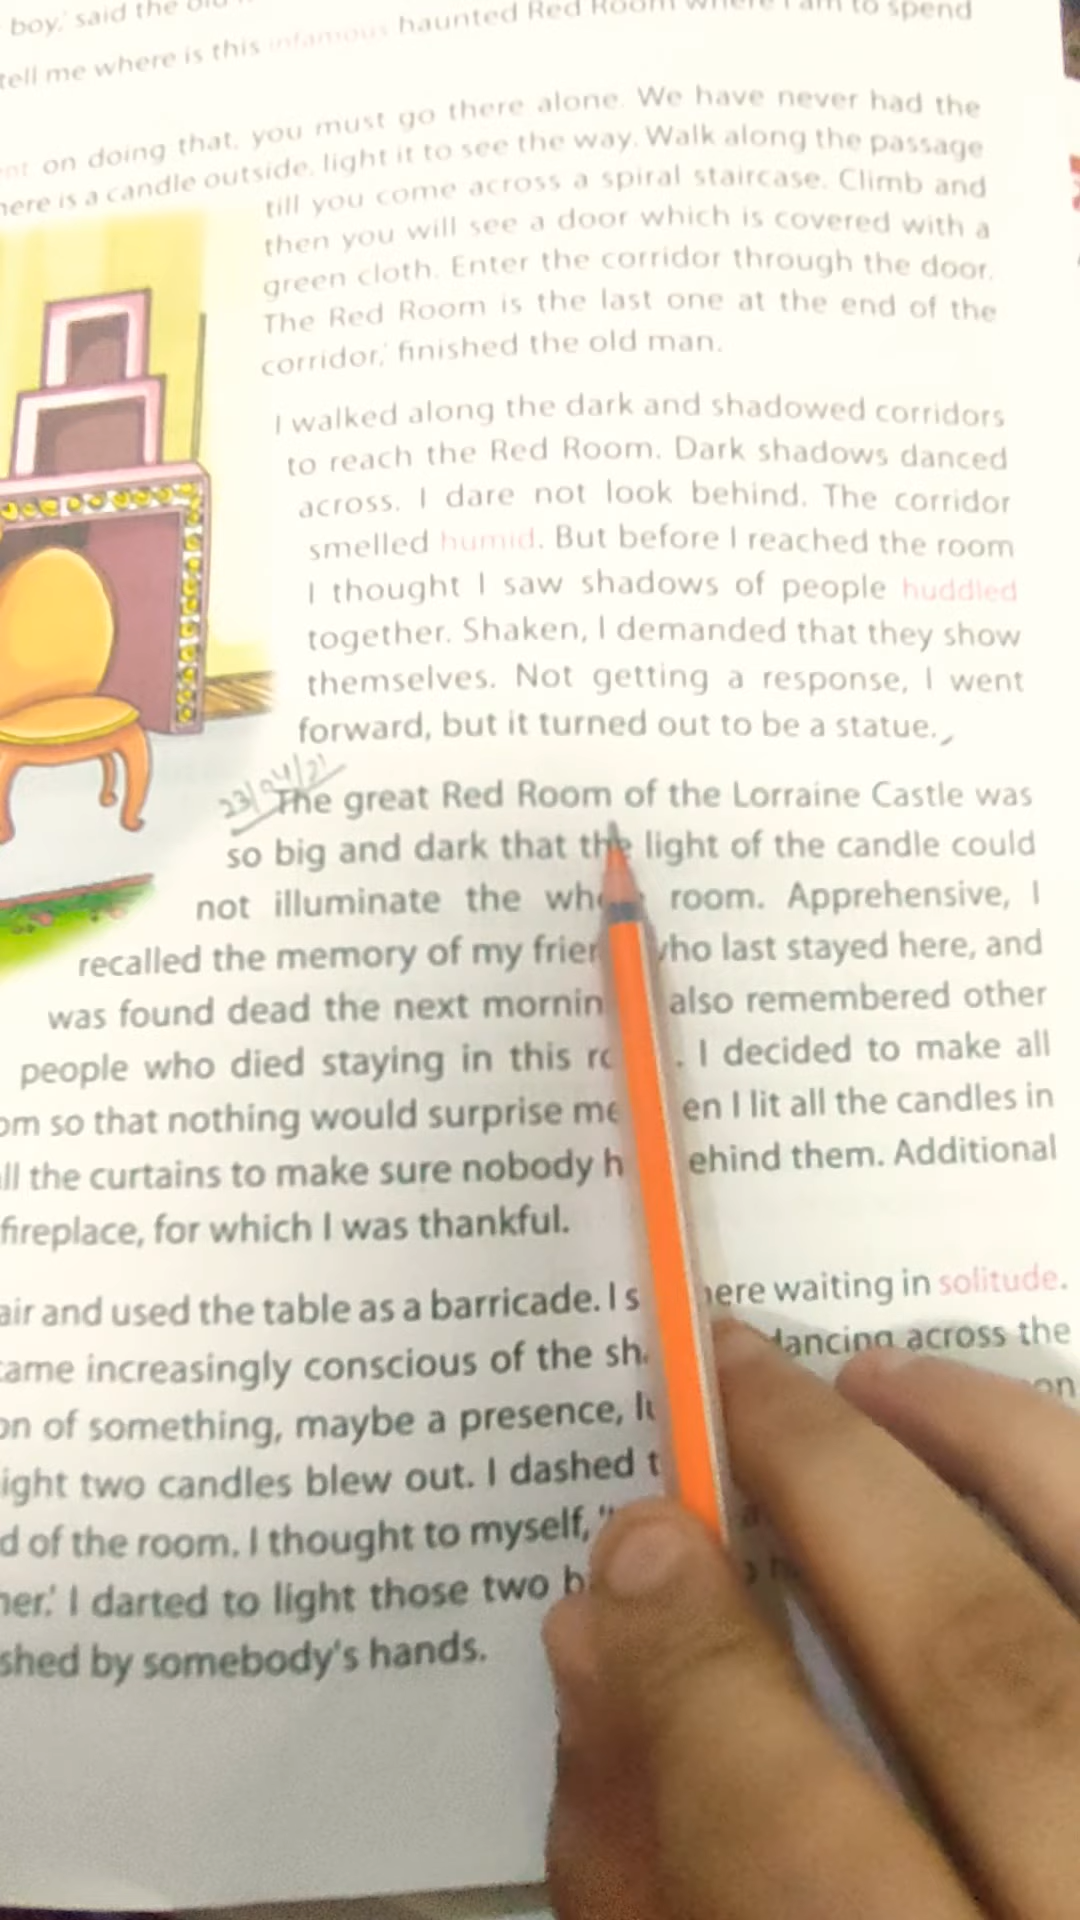 boy,' said the old
tell me where is this infamous haunted Red Room where I am to spend
on doing that, you must go there alone. We have never had the
here is a candle outside, light it to see the way. Walk along the passage
till you come across a spiral staircase. Climb and
then you will see a door which is covered with a
green cloth. Enter the corridor through the door.
The Red Room is the last one at the end of the
corridor,' finished the old man.
I walked along the dark and shadowed corridors
to reach the Red Room. Dark shadows danced
across. I dare not look behind. The corridor
smelled humid. But before I reached the room
I thought I saw shadows of people huddled
together. Shaken, I demanded that they show
themselves. Not getting a response, I went
forward, but it turned out to be a statue.
23/04/21
The great Red Room of the Lorraine Castle was
so big and dark that the light of the candle could
not illuminate the room. Apprehensive, I
recalled the memory of my who last stayed here, and
was found dead the next also remembered other
people who died staying in this . I decided to make all
om so that nothing would surprise me en I lit all the candles in
ll the curtains to make sure nobody h ehind them. Additional
fireplace, for which I was thankful.
air and used the table as a barricade. I s here waiting in solitude.
ame increasingly conscious of the dancing across the
on of something, maybe a presence, on
ight two candles blew out. I dashed
d of the room. I thought to myself, "
her.' I darted to light those two
shed by somebody's hands.